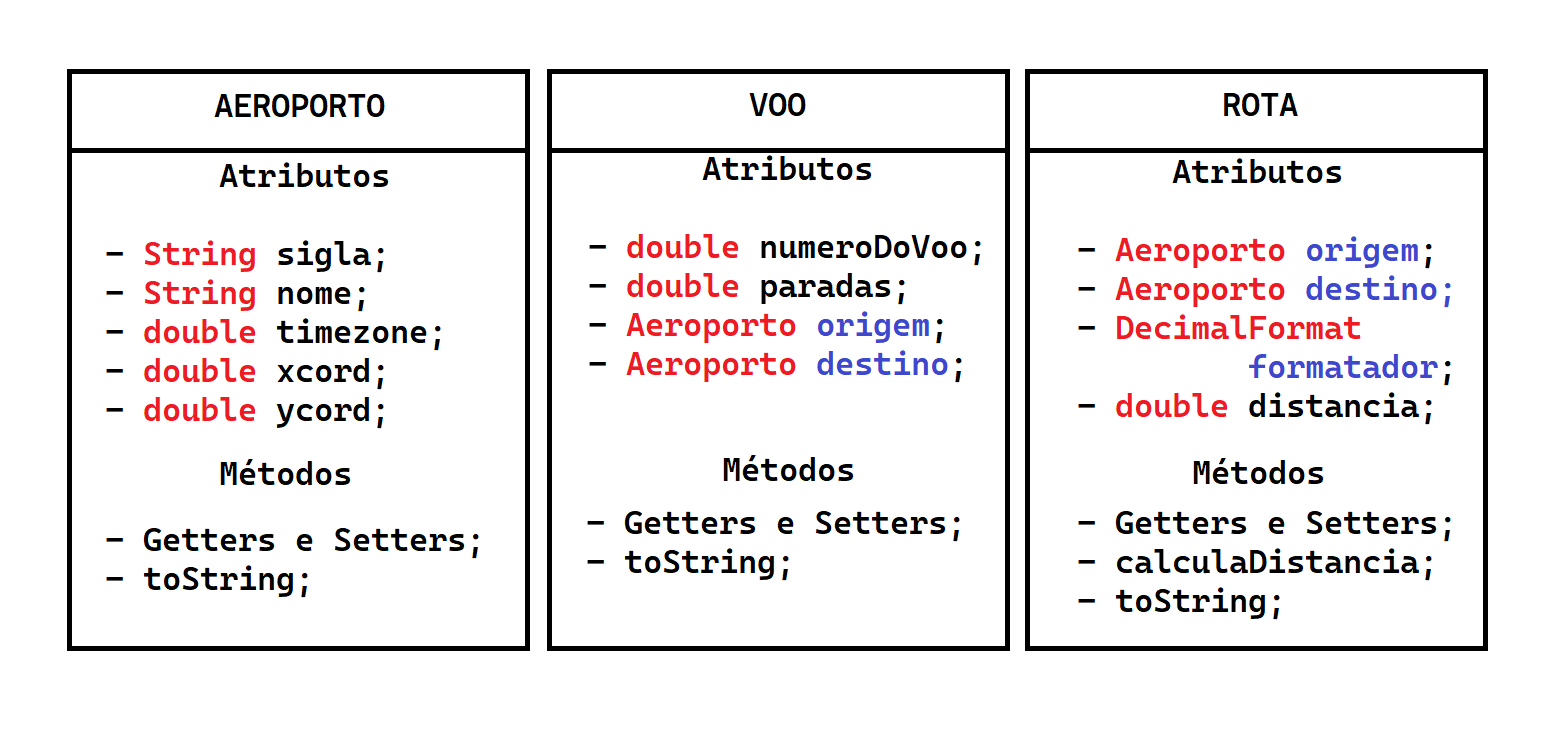 AEROPORTO
Atributos
- String sigla;
- String nome;
- double timezone;
- double xcord;
- double ycord;
Métodos
- Getters e Setters;
- toString;
VOO
Atributos
- double numeroDoVoo;
- double paradas;
- Aeroporto origem;
- Aeroporto destino;
Métodos
- Getters e Setters;
- toString;
ROTA
Atributos
- Aeroporto origem;
- Aeroporto destino;
- DecimalFormat
formatador;
- double distancia;
Métodos
- Getters e Setters;
- calculaDistancia;
- toString;